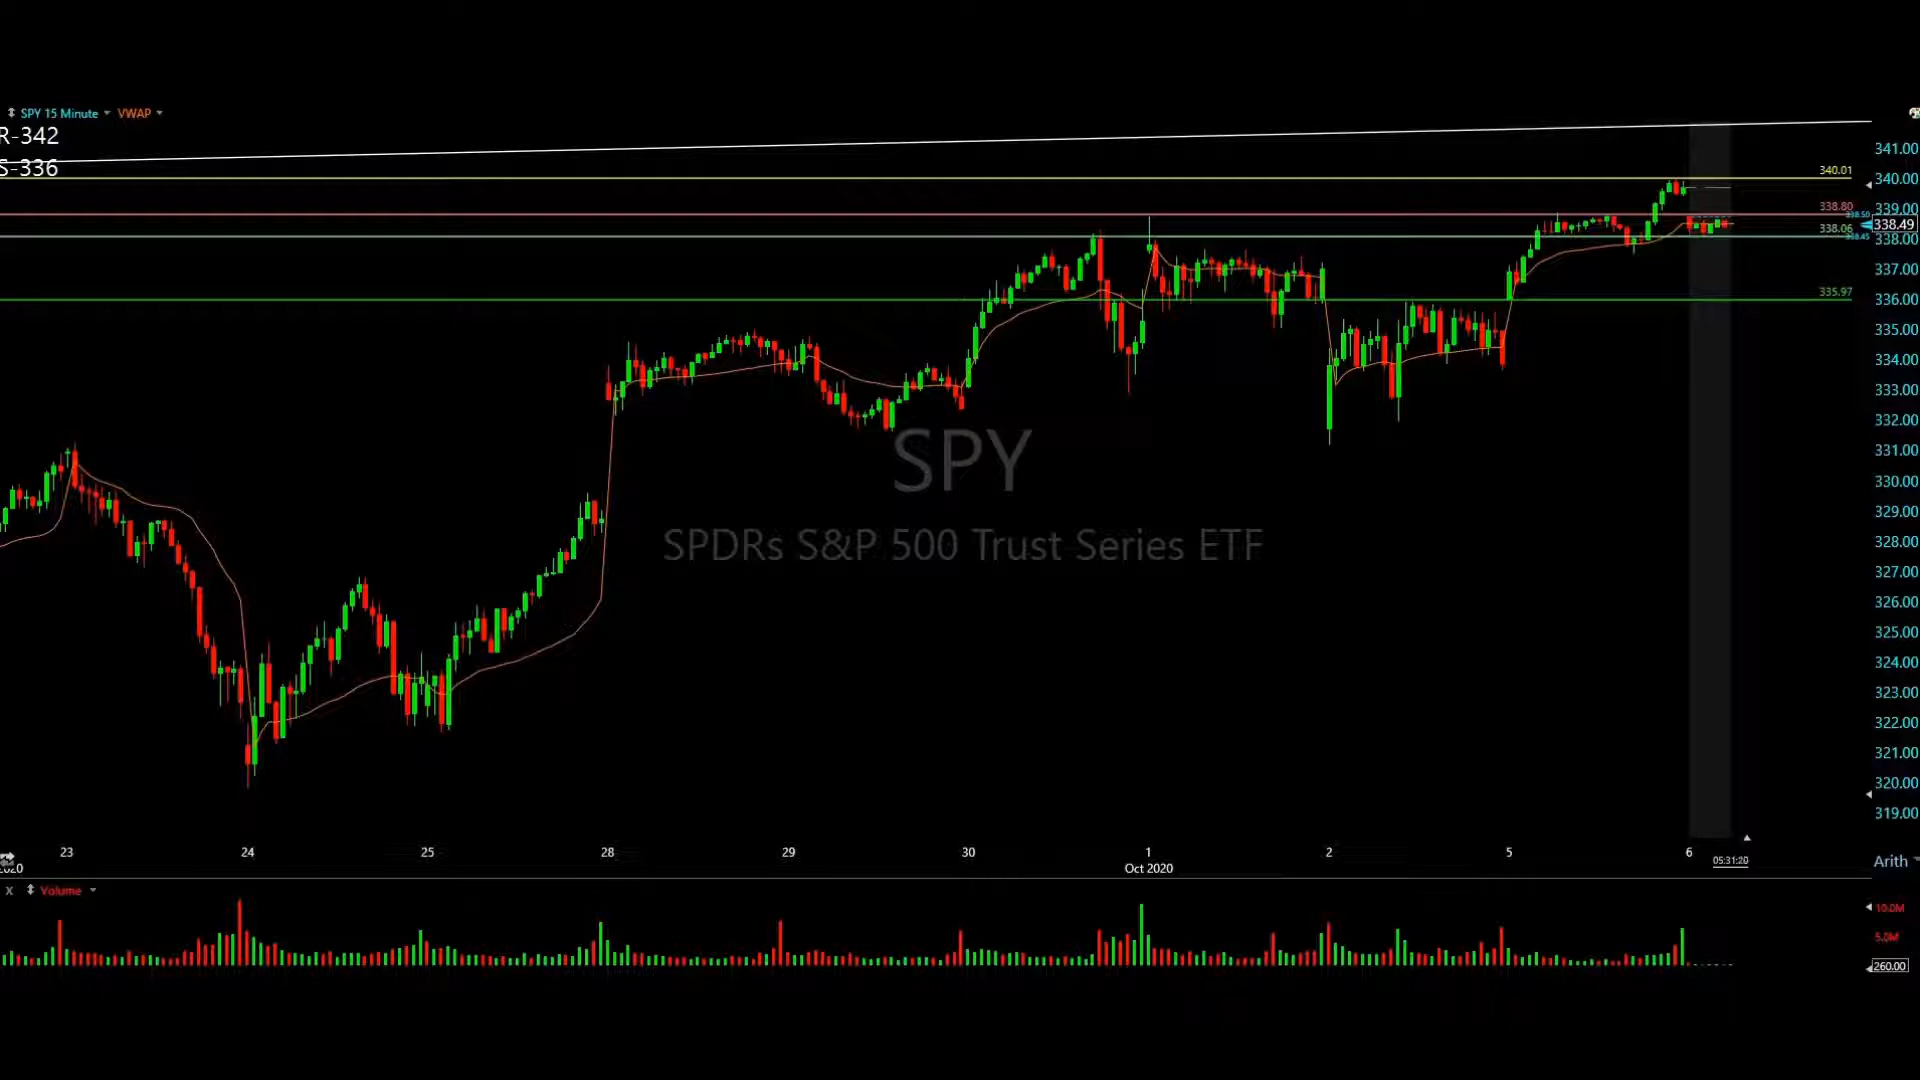 SPY 15 Minute VWAP
R-342
S-336
341.00
340.01
340.00
338.80
339.00
338.50
338.06
338.49
338.45
338.00
337.00
335.97
336.00
335.00
334.00
333.00
332.00
331.00
330.00
329.00
328.00
327.00
326.00
325.00
324.00
323.00
322.00
321.00
320.00
319.00
SPY
SPDRs S&P 500 Trust Series ETF
23 24 25 28 29 30 1 2 5 6
Oct 2020
05:31:20
Arith
X Volume
10.0M
5.0M
260.00